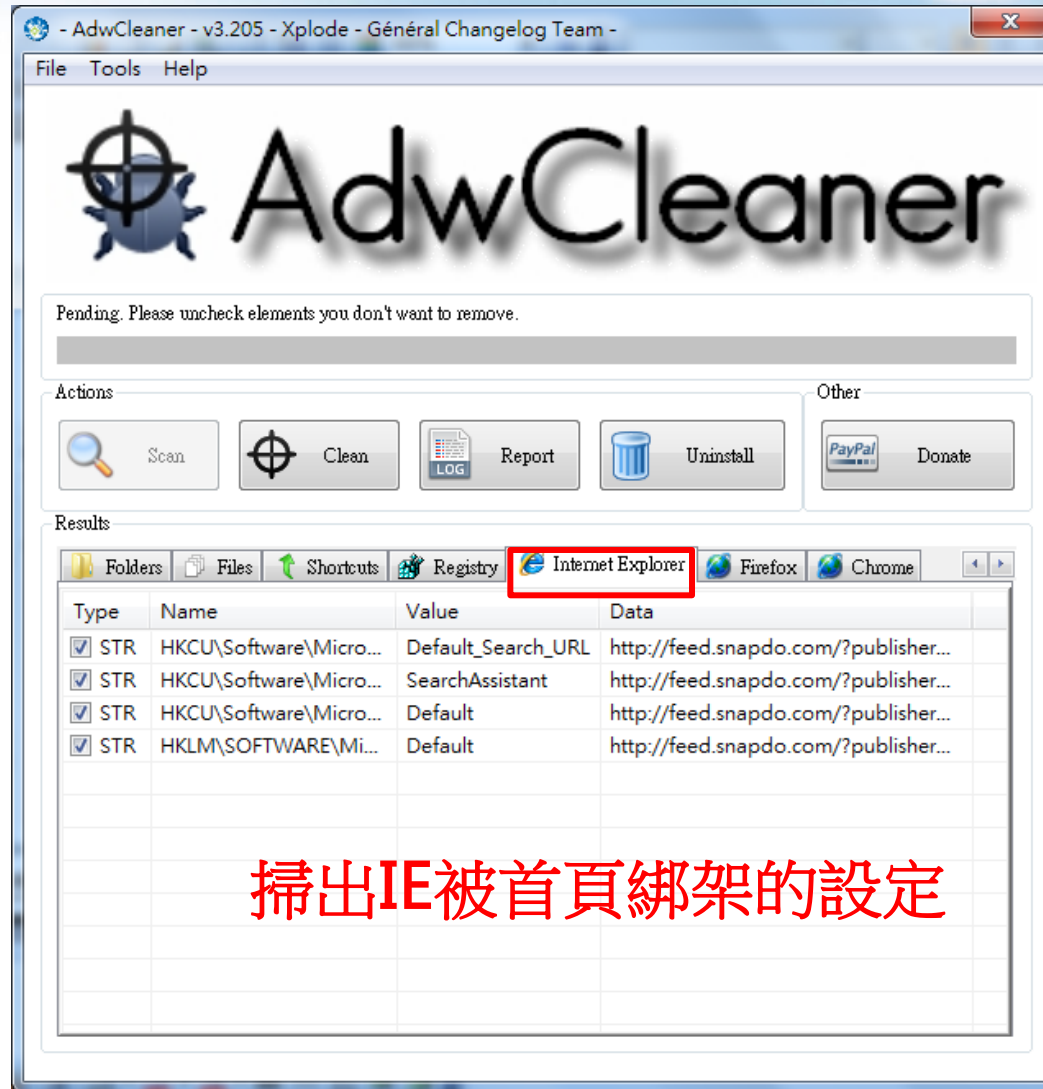 - AdwCleaner - v3.205 - Xplode - Général Changelog Team -
x
File Tools Help
AdwCleaner
Pending. Please uncheck elements you don't want to remove.
Actions
Other
Scan Clean LOG Report Uninstall PayPal Donate
Results
Folders Files Shortcuts Registry Internet Explorer Firefox Chrome
Type Name Value Data
STR HKCU\Software\Micro... Default_Search_URL http://feed.snapdo.com/?publisher...
STR HKCU\Software\Micro... SearchAssistant http://feed.snapdo.com/?publisher...
STR HKCU\Software\Micro... Default http://feed.snapdo.com/?publisher...
STR HKLM\SOFTWARE\Mi... Default http://feed.snapdo.com/?publisher...
掃出IE被首頁綁架的設定